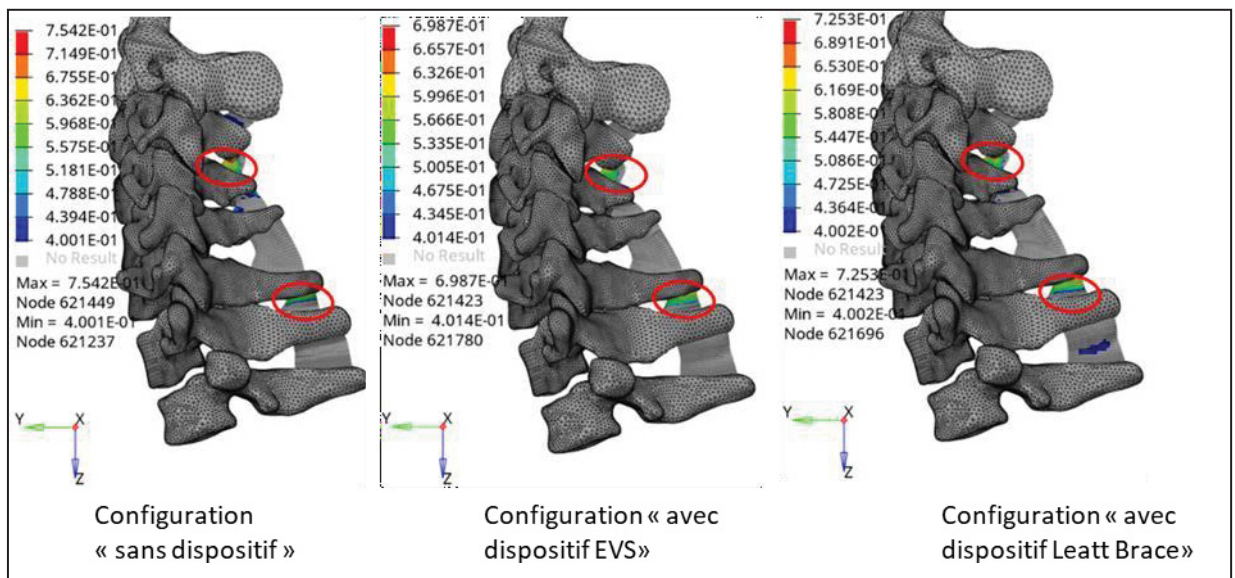 7.542E-01
7.149E-01
6.755E-01
6.362E-01
5.968E-01
5.575E-01
5.181E-01
4.788E-01
4.394E-01
4.001E-01
No Result
Max = 7.542E-01
Node 621449
Min = 4.001E-01
Node 621237
X
Y
Z
Configuration
« sans dispositif »
6.987E-01
6.657E-01
6.326E-01
5.996E-01
5.666E-01
5.335E-01
5.005E-01
4.675E-01
4.345E-01
4.014E-01
No Result
Max = 6.987E-01
Node 621423
Min = 4.014E-01
Node 621780
X
Y
Z
Configuration « avec
dispositif EVS»
7.253E-01
6.891E-01
6.530E-01
6.169E-01
5.808E-01
5.447E-01
5.086E-01
4.725E-01
4.364E-01
4.002E-01
No Result
Max = 7.253E-01
Node 621423
Min = 4.002E-01
Node 621696
X
Y
Z
Configuration « avec
dispositif Leatt Brace»